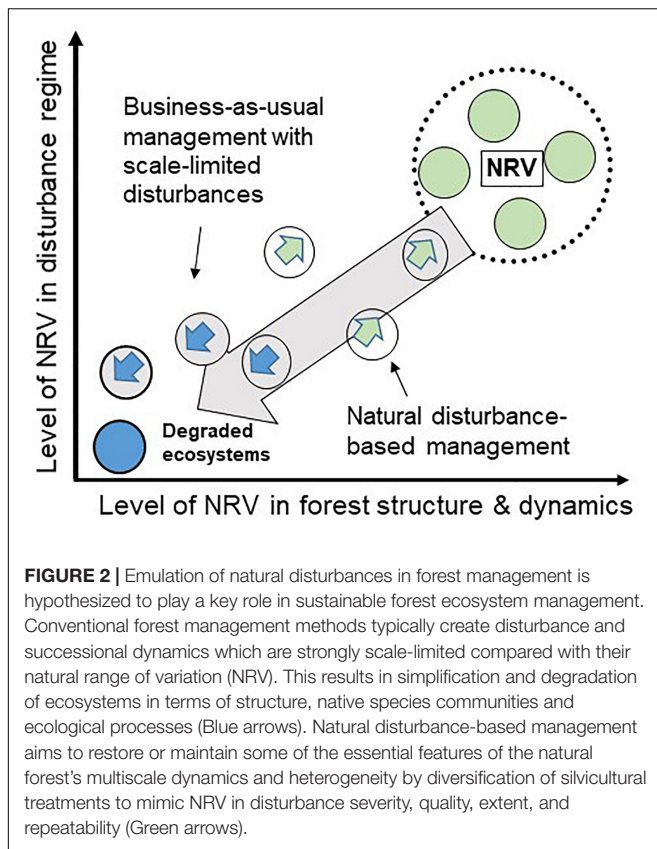 Level of NRV in disturbance regime
Business-as-usual
management with
scale-limited
disturbances
NRV
Natural disturbance-
based management
Degraded
ecosystems
Level of NRV in forest structure & dynamics
FIGURE 2 | Emulation of natural disturbances in forest management is
hypothesized to play a key role in sustainable forest ecosystem management.
Conventional forest management methods typically create disturbance and
successional dynamics which are strongly scale-limited compared with their
natural range of variation (NRV). This results in simplification and degradation
of ecosystems in terms of structure, native species communities and
ecological processes (Blue arrows). Natural disturbance-based management
aims to restore or maintain some of the essential features of the natural
forest's multiscale dynamics and heterogeneity by diversification of silvicultural
treatments to mimic NRV in disturbance severity, quality, extent, and
repeatability (Green arrows).